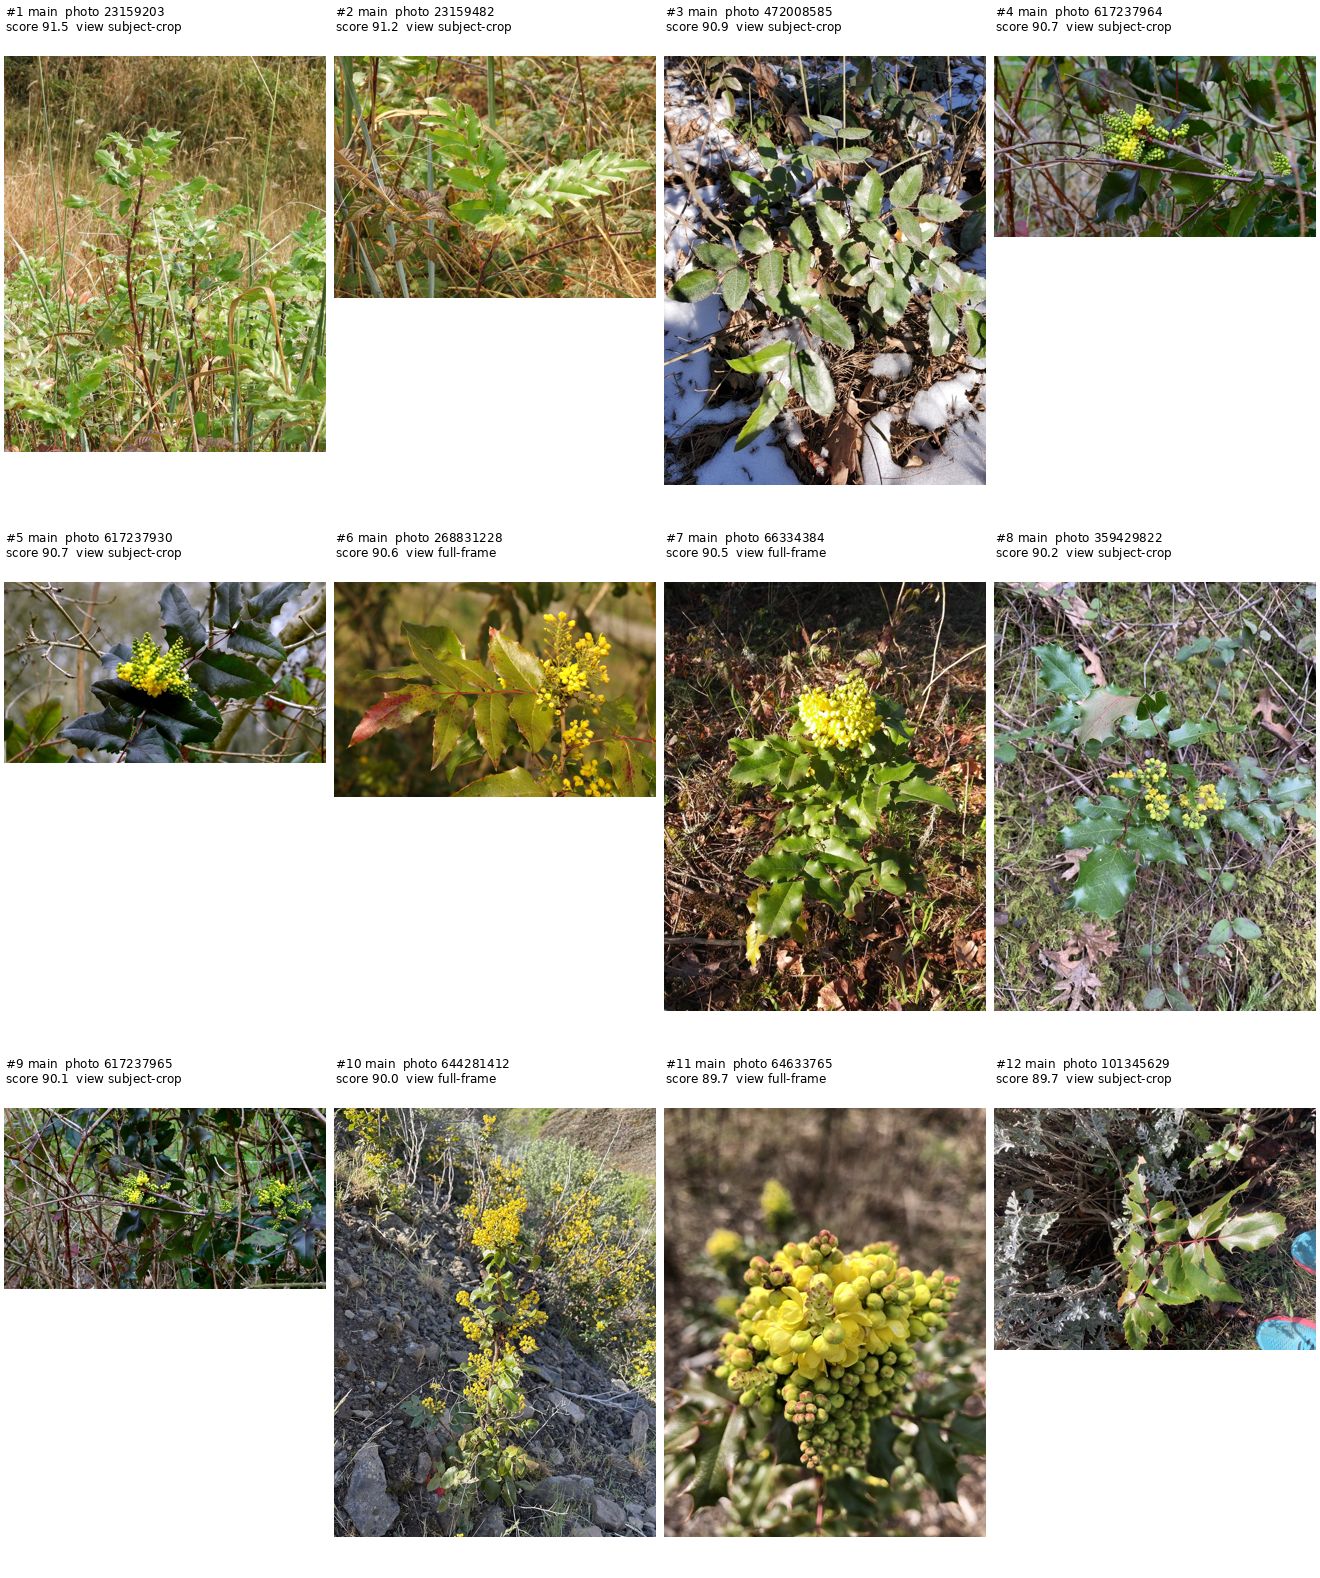 #1 main  photo 23159203
score 91.5  view subject-crop
#2 main  photo 23159482
score 91.2  view subject-crop
#3 main  photo 472008585
score 90.9  view subject-crop
#4 main  photo 617237964
score 90.7  view subject-crop
#5 main  photo 617237930
score 90.7  view subject-crop
#6 main  photo 268831228
score 90.6  view full-frame
#7 main  photo 66334384
score 90.5  view full-frame
#8 main  photo 359429822
score 90.2  view subject-crop
#9 main  photo 617237965
score 90.1  view subject-crop
#10 main  photo 644281412
score 90.0  view full-frame
#11 main  photo 64633765
score 89.7  view full-frame
#12 main  photo 101345629
score 89.7  view subject-crop